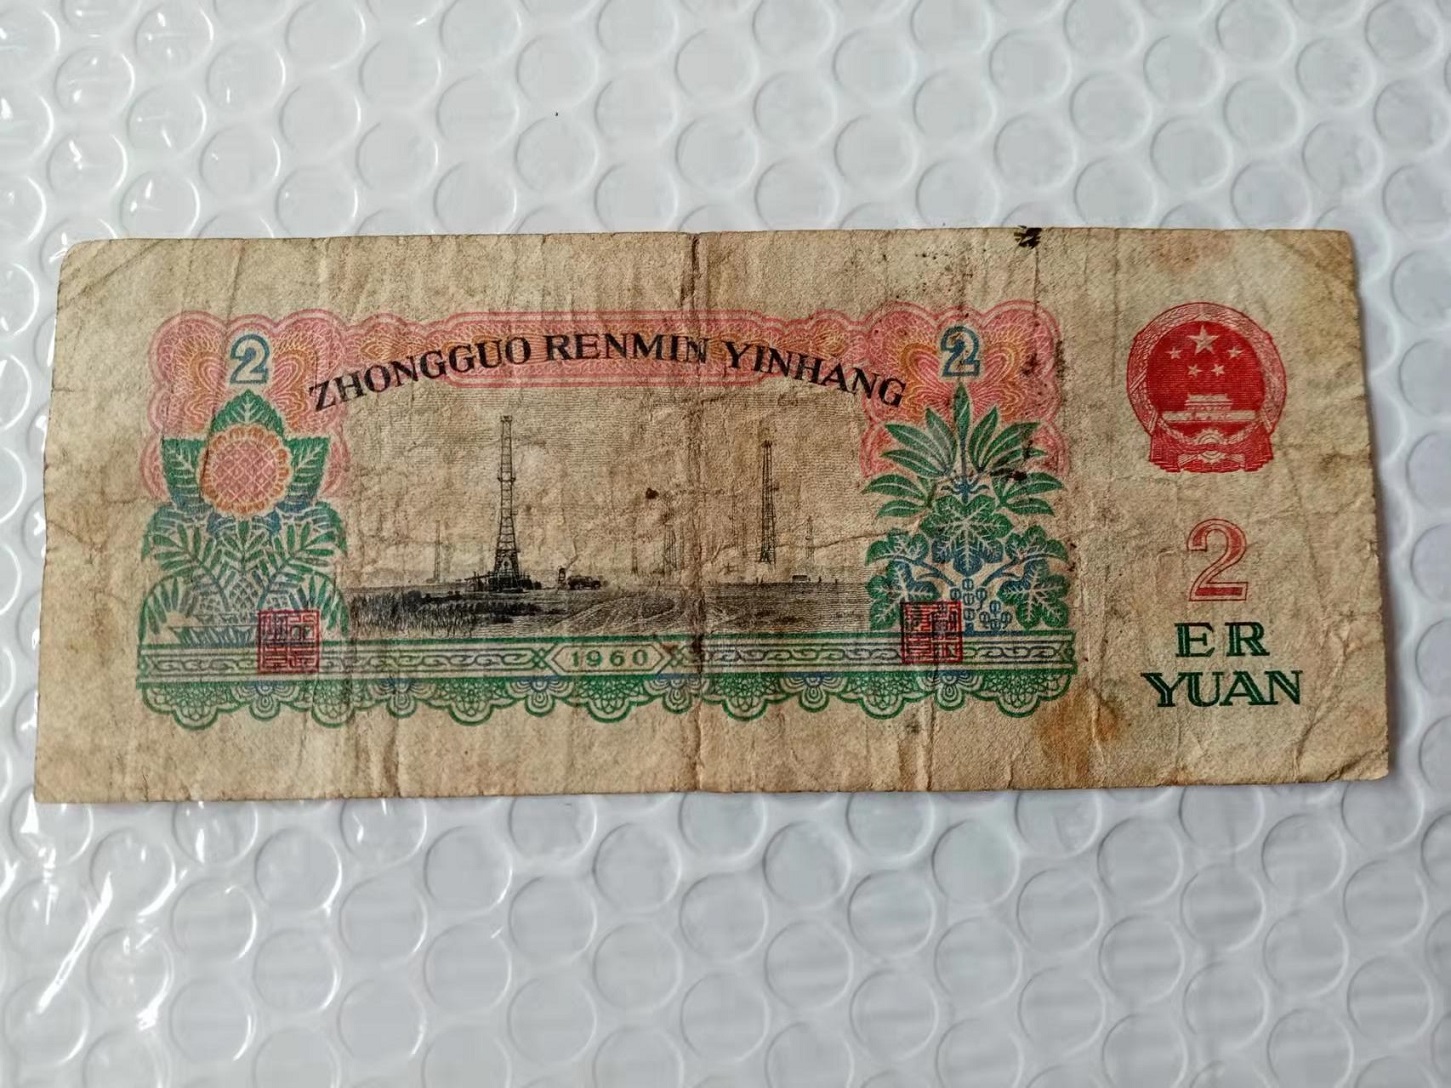 2
2
ZHONGGUO RENMIN YINHANG
2
ER
YUAN
1960